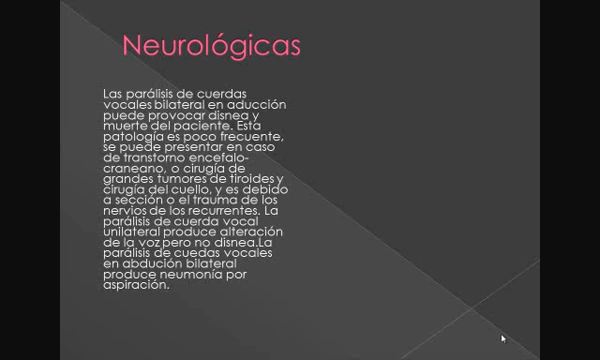 Neurológicas
Las parálisis de cuerdas
vocales bilateral en aducción
puede provocar disnea y
muerte del paciente. Esta
patología es poco frecuente,
se puede presentar en caso
de transtorno encefalo-
craneano, o cirugía de
grandes tumores de tiroides y
cirugía del cuello, y es debido
a sección o el trauma de los
nervios de los recurrentes. La
parálisis de cuerda vocal
unilateral produce alteración
de la voz pero no disnea.La
parálisis de cuedas vocales
en abdución bilateral
produce neumonía por
aspiración.